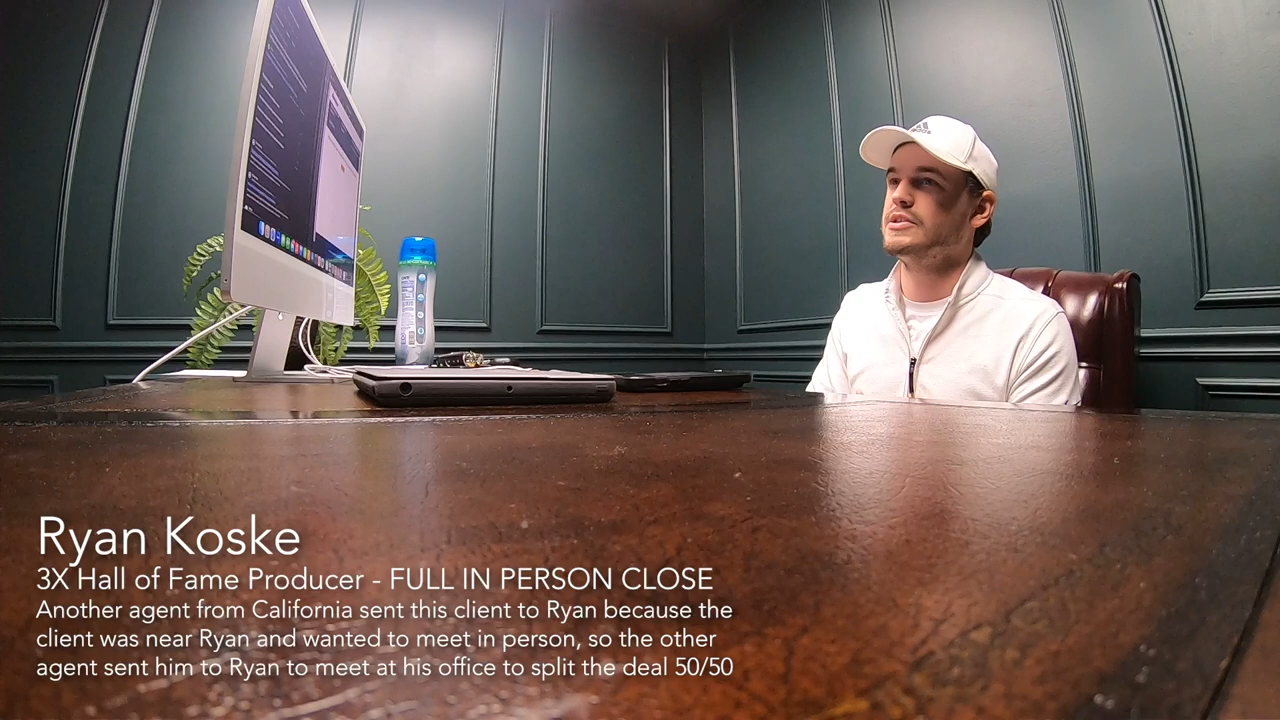 Ryan Koske
3X Hall of Fame Producer - FULL IN PERSON CLOSE
Another agent from California sent this client to Ryan because the
client was near Ryan and wanted to meet in person, so the other
agent sent him to Ryan to meet at his office to split the deal 50/50